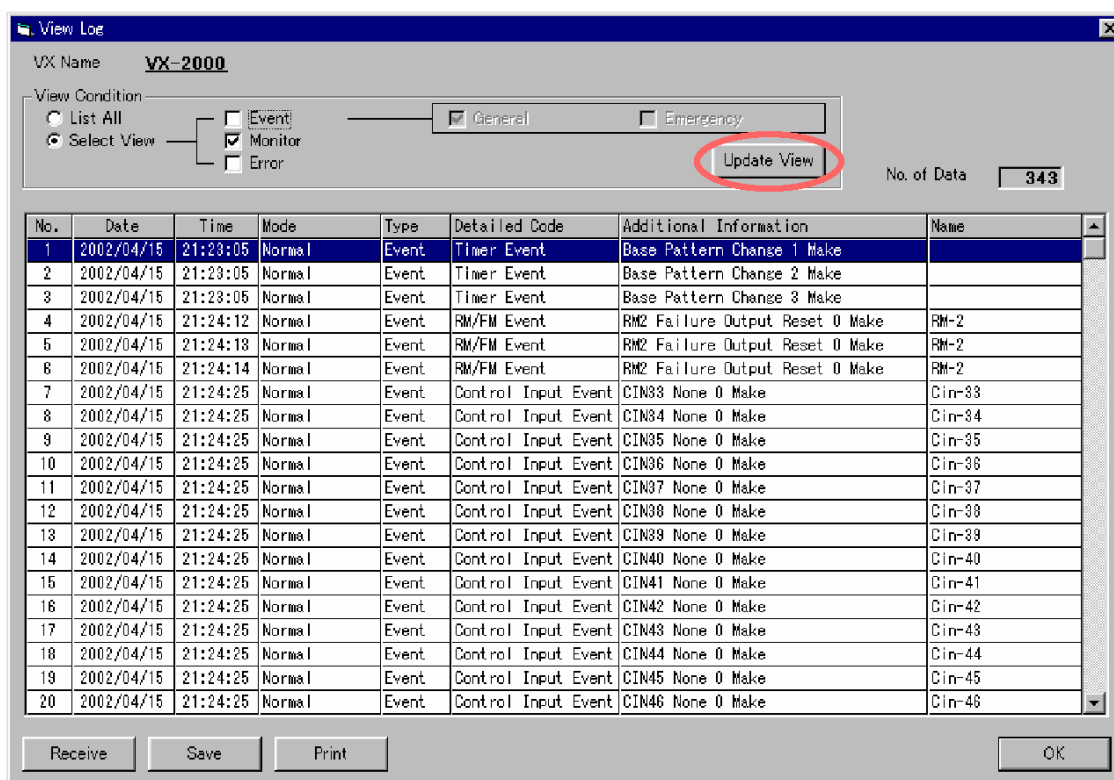 View Log
VX Name VX-2000
View Condition
List All
Event General Emergency
Select View Monitor
Error Update View
No. of Data 343
No. Date Time Mode Type Detailed Code Additional Information Name
1 2002/04/15 21:23:05 Normal Event Timer Event Base Pattern Change 1 Make
2 2002/04/15 21:23:05 Normal Event Timer Event Base Pattern Change 2 Make
3 2002/04/15 21:23:05 Normal Event Timer Event Base Pattern Change 3 Make
4 2002/04/15 21:24:12 Normal Event RM/FM Event RM2 Failure Output Reset 0 Make RM-2
5 2002/04/15 21:24:13 Normal Event RM/FM Event RM2 Failure Output Reset 0 Make RM-2
6 2002/04/15 21:24:14 Normal Event RM/FM Event RM2 Failure Output Reset 0 Make RM-2
7 2002/04/15 21:24:25 Normal Event Control Input Event CIN33 None 0 Make Cin-33
8 2002/04/15 21:24:25 Normal Event Control Input Event CIN34 None 0 Make Cin-34
9 2002/04/15 21:24:25 Normal Event Control Input Event CIN35 None 0 Make Cin-35
10 2002/04/15 21:24:25 Normal Event Control Input Event CIN36 None 0 Make Cin-36
11 2002/04/15 21:24:25 Normal Event Control Input Event CIN37 None 0 Make Cin-37
12 2002/04/15 21:24:25 Normal Event Control Input Event CIN38 None 0 Make Cin-38
13 2002/04/15 21:24:25 Normal Event Control Input Event CIN39 None 0 Make Cin-39
14 2002/04/15 21:24:25 Normal Event Control Input Event CIN40 None 0 Make Cin-40
15 2002/04/15 21:24:25 Normal Event Control Input Event CIN41 None 0 Make Cin-41
16 2002/04/15 21:24:25 Normal Event Control Input Event CIN42 None 0 Make Cin-42
17 2002/04/15 21:24:25 Normal Event Control Input Event CIN43 None 0 Make Cin-43
18 2002/04/15 21:24:25 Normal Event Control Input Event CIN44 None 0 Make Cin-44
19 2002/04/15 21:24:25 Normal Event Control Input Event CIN45 None 0 Make Cin-45
20 2002/04/15 21:24:25 Normal Event Control Input Event CIN46 None 0 Make Cin-46
Receive Save Print OK